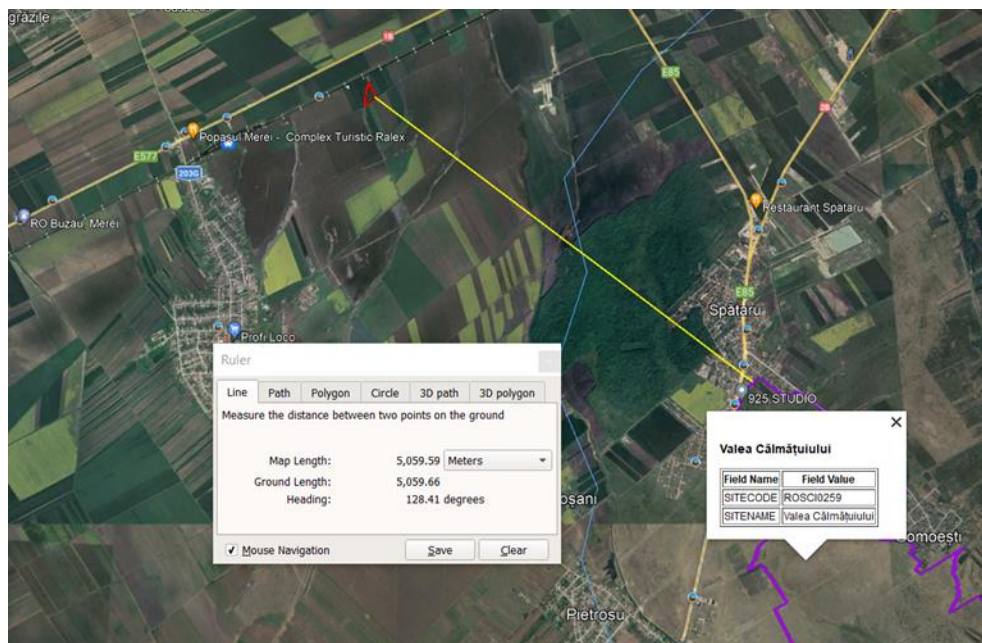 grăzile
1B
E85
2B
Popasul Merei - Complex Turistic Ralex
E577
203G
RO Buzau, Merei
Restaurant Spătaru
E85
Spătaru
Profi Loco
Ruler
Line Path Polygon Circle 3D path 3D polygon
Measure the distance between two points on the ground
Map Length: 5,059.59 Meters
Ground Length: 5,059.66
Heading: 128.41 degrees
Mouse Navigation Save Clear
925.STUDIO
Valea Călmățuiului
Field Name Field Value
SITECODE ROSCI0259
SITENAME Valea Călmățuiului
oșani
omoești
Pietrosu